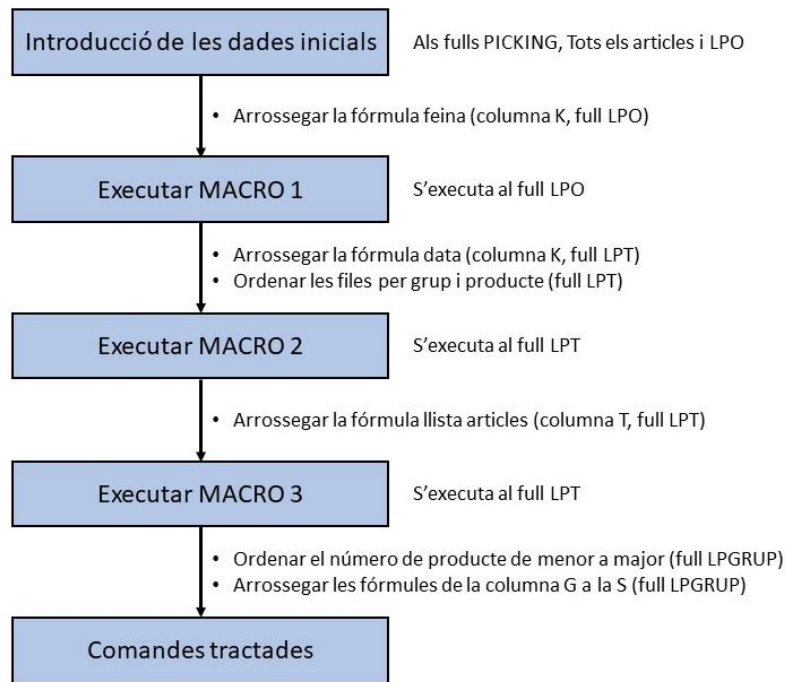 Introducció de les dades inicials
Als fulls PICKING, Tots els articles i LPO
• Arrossegar la fórmula feina (columna K, full LPO)
Executar MACRO 1
S'executa al full LPO
• Arrossegar la fórmula data (columna K, full LPT)
• Ordenar les files per grup i producte (full LPT)
Executar MACRO 2
S'executa al full LPT
• Arrossegar la fórmula llista articles (columna T, full LPT)
Executar MACRO 3
S'executa al full LPT
• Ordenar el número de producte de menor a major (full LPGRUP)
• Arrossegar les fórmules de la columna G a la S (full LPGRUP)
Comandes tractades